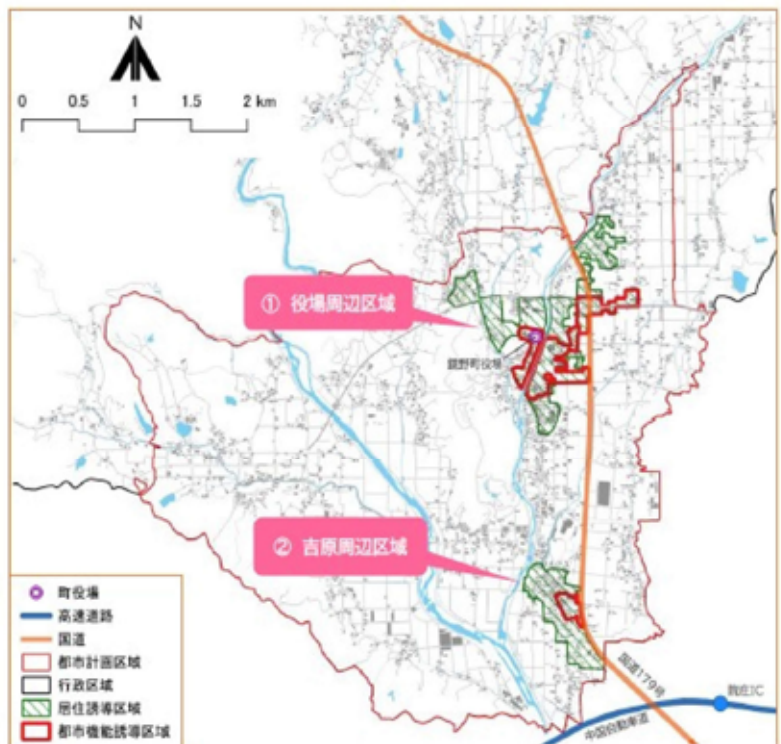 N
0 0.5 1 1.5 2 km
① 役場周辺区域
鏡野町役場
② 吉原周辺区域
町役場
高速道路
国道
都市計画区域
行政区域
居住誘導区域
都市機能誘導区域
国道179号
院庄IC
中国自動車道